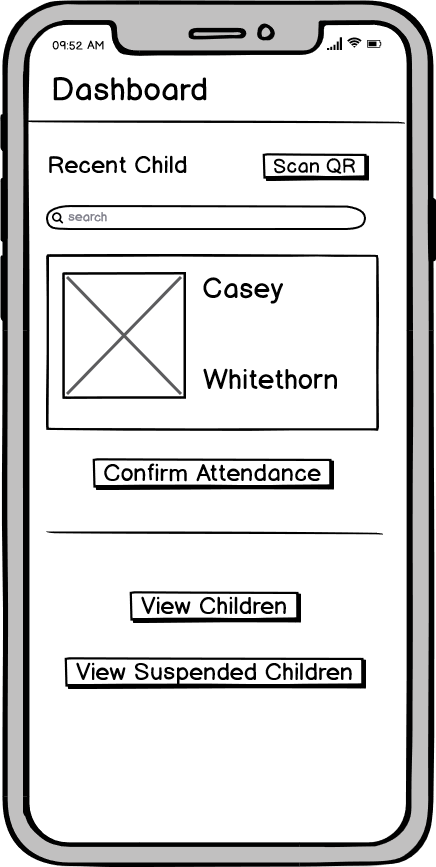 09:52 AM
Dashboard
Recent Child
Scan QR
search
Casey
Whitethorn
Confirm Attendance
View Children
View Suspended Children